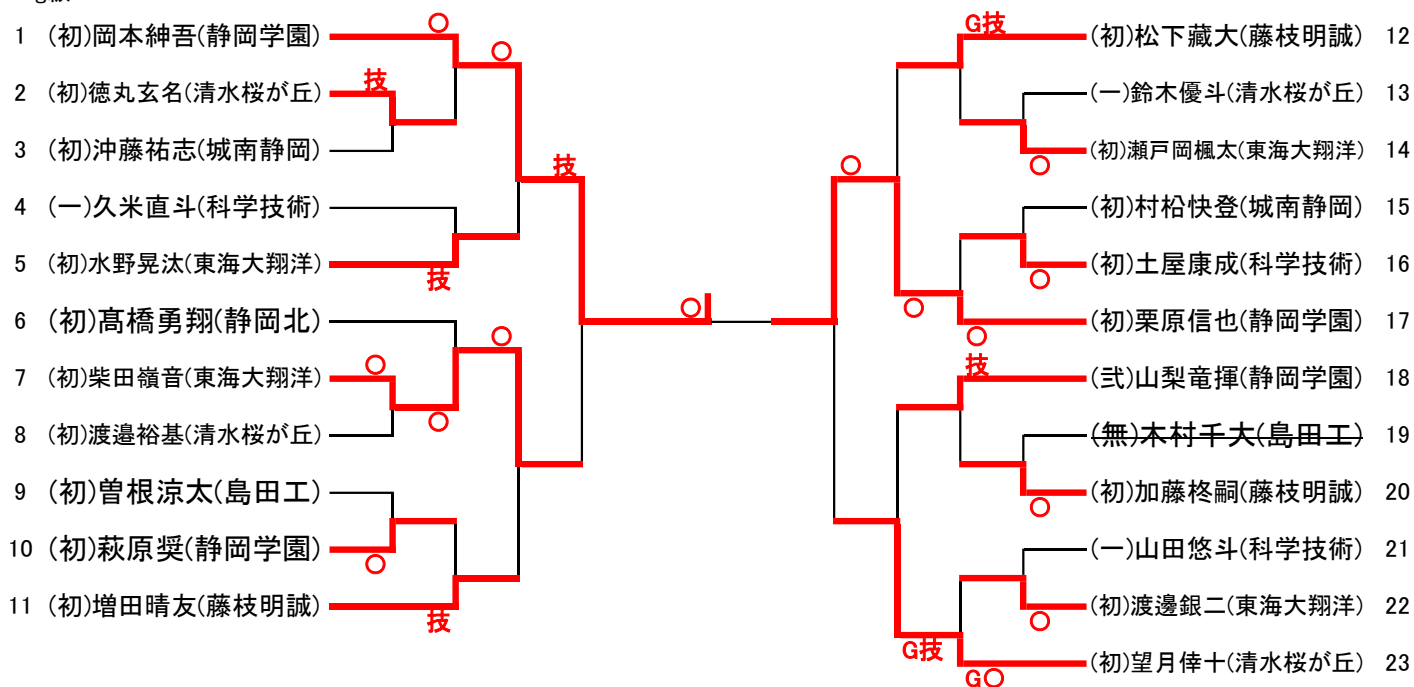 1 (初)岡本紳吾(静岡学園)
2 (初)徳丸玄名(清水桜が丘)
3 (初)沖藤祐志(城南静岡)
4 (一)久米直斗(科学技術)
5 (初)水野晃汰(東海大翔洋)
6 (初)髙橋勇翔(静岡北)
7 (初)柴田嶺音(東海大翔洋)
8 (初)渡邉裕基(清水桜が丘)
9 (初)曽根涼太(島田工)
10 (初)萩原奨(静岡学園)
11 (初)増田晴友(藤枝明誠)
○
○
技
技
技
○
○
○
○
技
○
G技
○
○
○
○
○
技
○
○
G技
G○
(初)松下藏大(藤枝明誠) 12
(一)鈴木優斗(清水桜が丘) 13
(初)瀬戸岡楓太(東海大翔洋) 14
(初)村松快登(城南静岡) 15
(初)土屋康成(科学技術) 16
(初)栗原信也(静岡学園) 17
(弐)山梨竜揮(静岡学園) 18
(無)木村千大(島田工) 19
(初)加藤柊嗣(藤枝明誠) 20
(一)山田悠斗(科学技術) 21
(初)渡邉銀二(東海大翔洋) 22
(初)望月倖十(清水桜が丘) 23